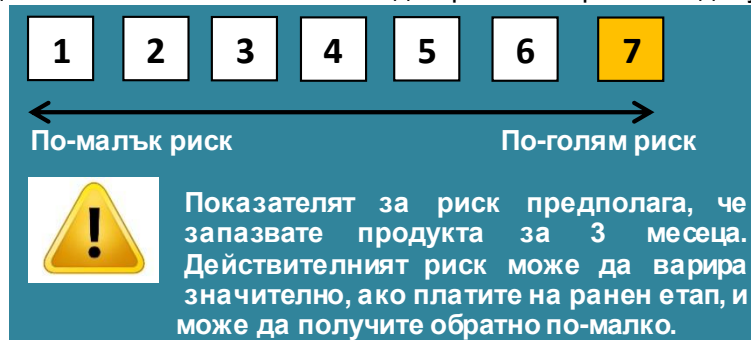 1 2 3 4 5 6 7
По-малък риск По-голям риск
Показателят за риск предполага, че
запазвате продукта за 3 месеца.
Действителният риск може да варира
значително, ако платите на ранен етап, и
може да получите обратно по-малко.